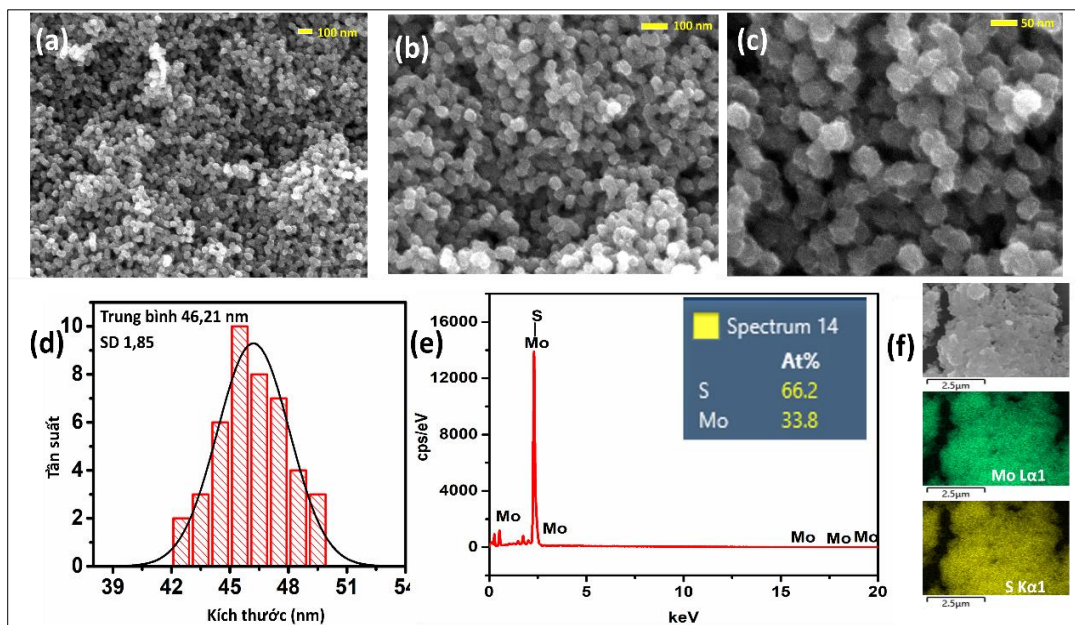 (a)
100 nm
(b)
100 nm
(c)
50 nm
(d)
Trung bình 46,21 nm
SD 1,85
Tần suất
10
8
6
4
2
0
39 42 45 48 51 54
Kích thước (nm)
(e)
cps/eV
16000
12000
8000
4000
0
S
Mo
Mo
Mo
Mo
Mo
Mo
0 5 10 15 20
keV
Spectrum 14
At%
S 66.2
Mo 33.8
(f)
2.5µm
Mo Lα1
2.5µm
S Kα1
2.5µm